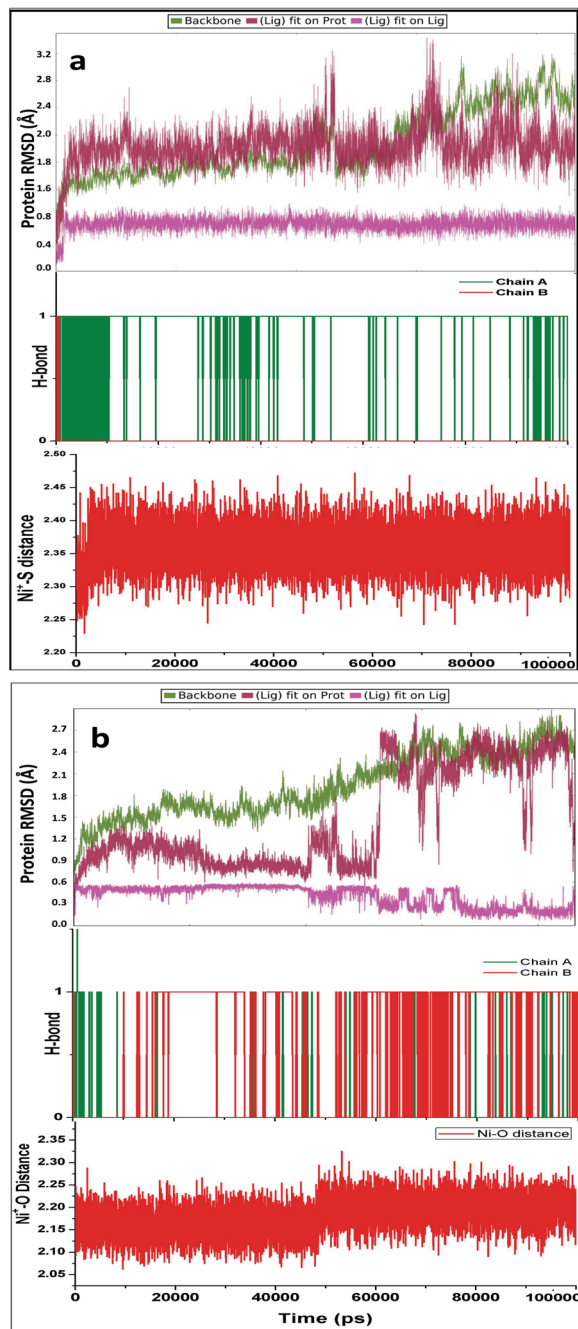 Backbone (Lig) fit on Prot (Lig) fit on Lig
a
Protein RMSD (Å)
3.2
2.4
2.0
1.8
1.6
0.8
0.4
0.0
Chain A
Chain B
H-bond
1
0
Ni⁺-S distance
2.50
2.45
2.40
2.35
2.30
2.25
2.20
0 20000 40000 60000 80000 100000
Backbone (Lig) fit on Prot (Lig) fit on Lig
b
Protein RMSD (Å)
2.7
2.4
2.1
1.8
1.5
1.2
0.9
0.6
0.3
0.0
Chain A
Chain B
H-bond
1
0
Ni-O distance
Ni⁺-O Distance
2.35
2.30
2.25
2.20
2.15
2.10
2.05
0 20000 40000 60000 80000 100000
Time (ps)